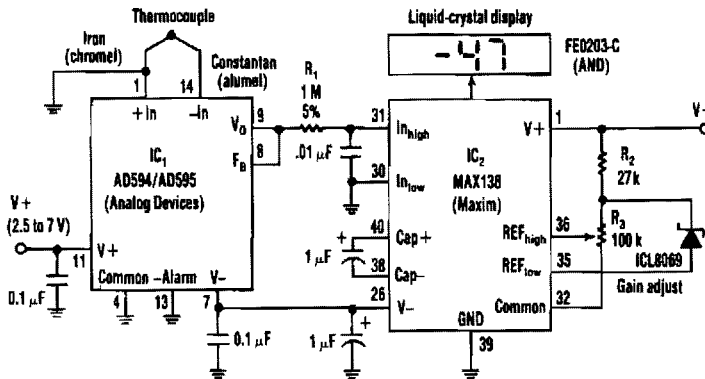 Thermocouple
Iron
(chromel)
Constantan
(alumel)
1
14
+In
-In
IC1
AD594/AD595
(Analog Devices)
VO
9
FB
8
V+
(2.5 to 7 V)
11
V+
Common
-Alarm
V-
4
13
7
0.1 µF
0.1 µF
1 µF
+
R1
1 M
5%
.01 µF
Liquid-crystal display
-47
FE0203-C
(AND)
31
Inhigh
30
Inlow
IC2
MAX138
(Maxim)
40
Cap+
+
1 µF
38
Cap-
26
V-
GND
39
V+
1
V+
R2
27 k
REFhigh
36
R3
100 k
REFlow
35
ICL8069
Gain adjust
Common
32